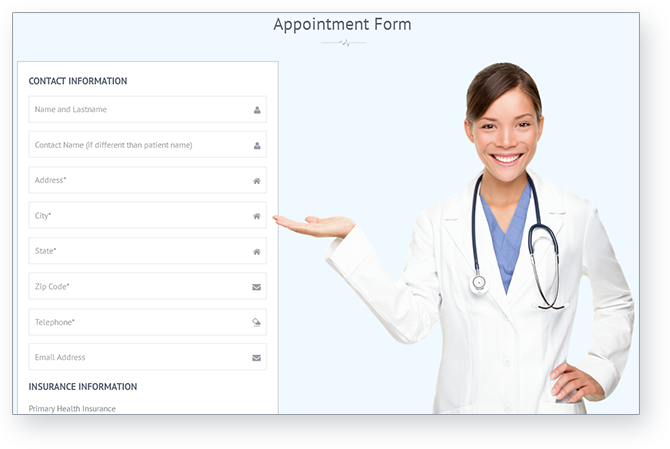 Appointment Form
CONTACT INFORMATION
Name and Lastname
Contact Name (if different than patient name)
Address*
City*
State*
Zip Code*
Telephone*
Email Address
INSURANCE INFORMATION
Primary Health Insurance